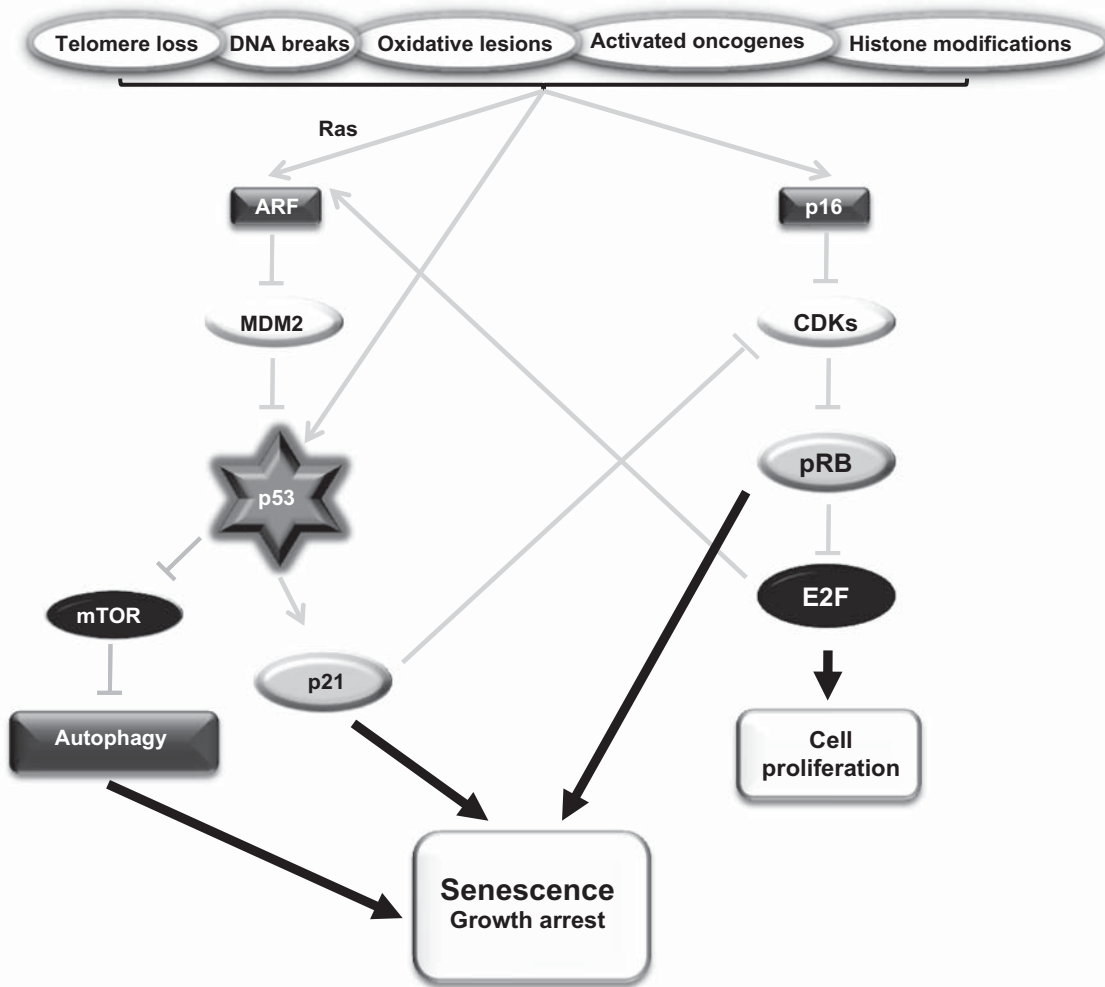 Telomere loss
DNA breaks
Oxidative lesions
Activated oncogenes
Histone modifications
Ras
ARF
p16
MDM2
CDKs
p53
pRB
mTOR
E2F
p21
Autophagy
Cell
proliferation
Senescence
Growth arrest